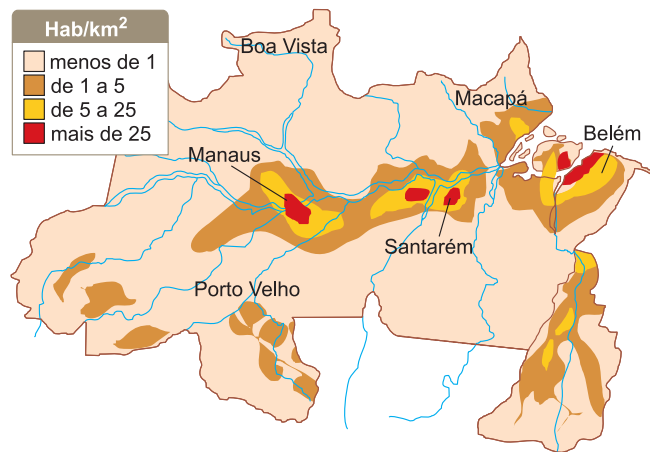 Hab/km²
menos de 1
de 1 a 5
de 5 a 25
mais de 25
Boa Vista
Macapá
Belém
Manaus
Santarém
Porto Velho